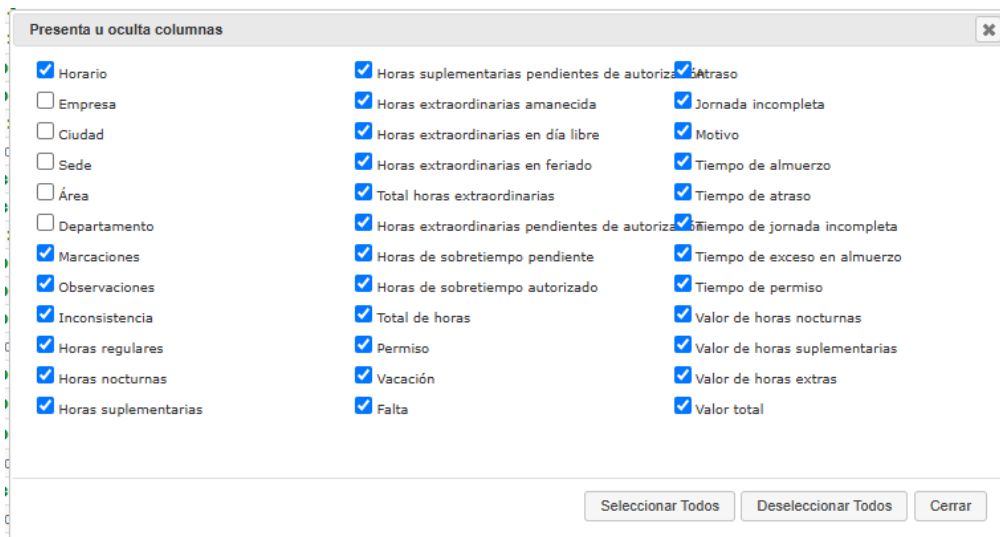 Presenta u oculta columnas
Horario
Empresa
Ciudad
Sede
Área
Departamento
Marcaciones
Observaciones
Inconsistencia
Horas regulares
Horas nocturnas
Horas suplementarias
Horas suplementarias pendientes de autorización
Horas extraordinarias amanecida
Horas extraordinarias en día libre
Horas extraordinarias en feriado
Total horas extraordinarias
Horas extraordinarias pendientes de autorización
Horas de sobretiempo pendiente
Horas de sobretiempo autorizado
Total de horas
Permiso
Vacación
Falta
Atraso
Jornada incompleta
Motivo
Tiempo de almuerzo
Tiempo de atraso
Tiempo de jornada incompleta
Tiempo de exceso en almuerzo
Tiempo de permiso
Valor de horas nocturnas
Valor de horas suplementarias
Valor de horas extras
Valor total
Seleccionar Todos
Deseleccionar Todos
Cerrar